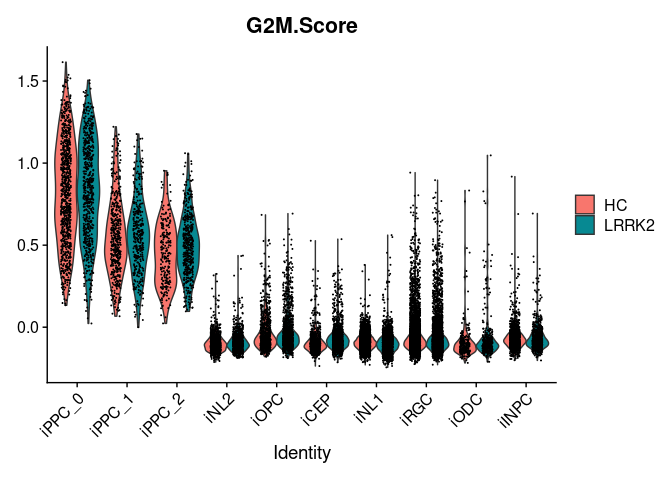 G2M.Score
1.5
1.0
0.5
0.0
HC
LRRK2
iPPC_0
iPPC_1
iPPC_2
iNL2
iOPC
iCEP
iNL1
iRGC
iODC
iINPC
Identity